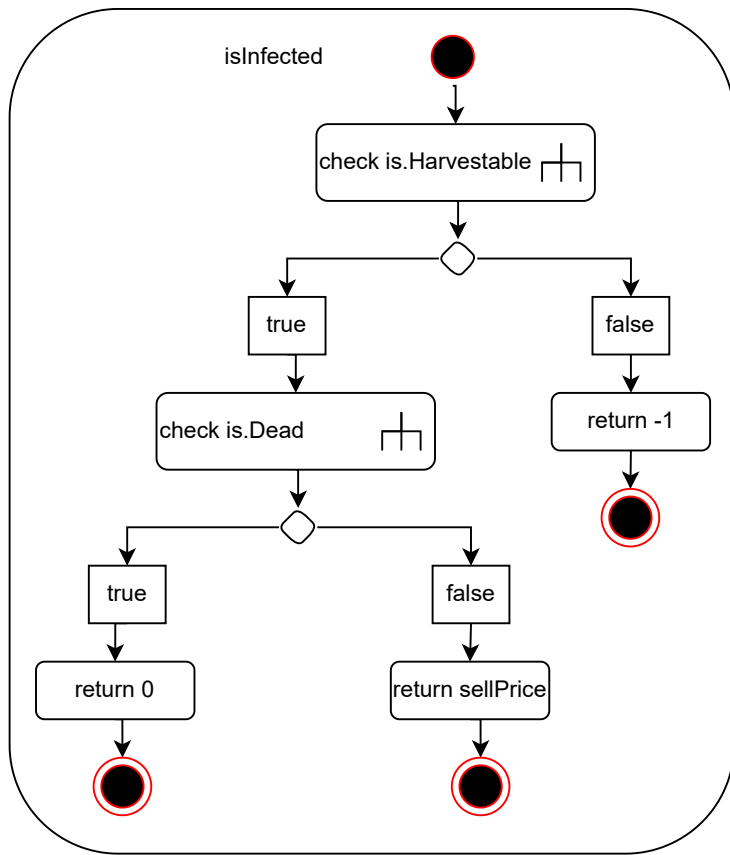 isInfected
check is.Harvestable
true
false
check is.Dead
return -1
true
false
return 0
return sellPrice